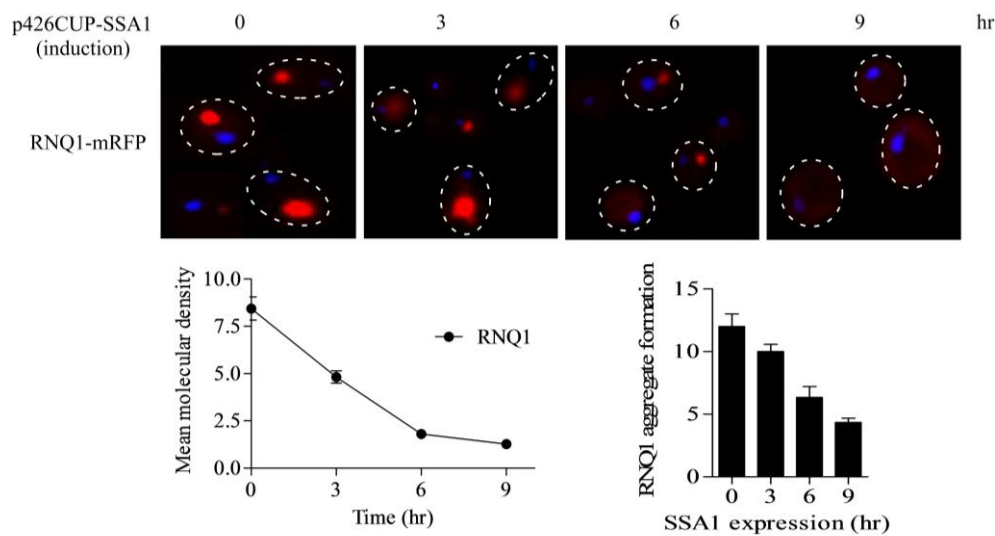 p426CUP-SSA1
(induction)
0 3 6 9 hr
RNQ1-mRFP
Mean molecular density
10.0
7.5
5.0
2.5
0.0
RNQ1
0 3 6 9
Time (hr)
RNQ1 aggregate formation
15
10
5
0
0 3 6 9
SSA1 expression (hr)